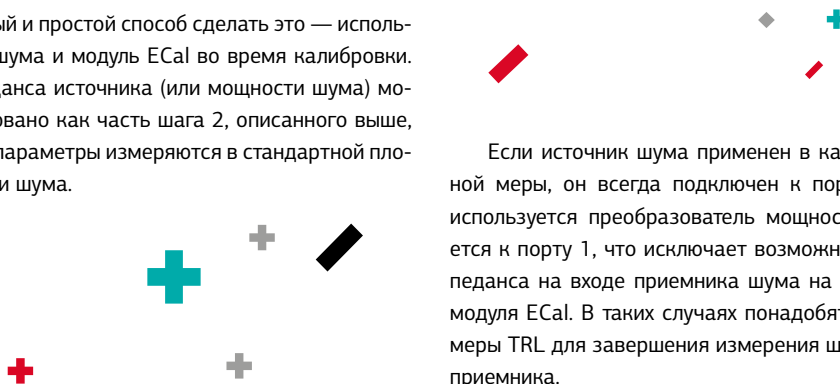 ый и простой способ сделать это — исполь-
шума и модуль ECal во время калибровки.
данса источника (или мощности шума) мо-
овано как часть шага 2, описанного выше,
параметры измеряются в стандартной пло-
и шума.
Если источник шума применен в ка
ной меры, он всегда подключен к пор
используется преобразователь мощнос
ется к порту 1, что исключает возможн
педанса на входе приемника шума на
модуля ECal. В таких случаях понадобят
меры TRL для завершения измерения ш
приемника.